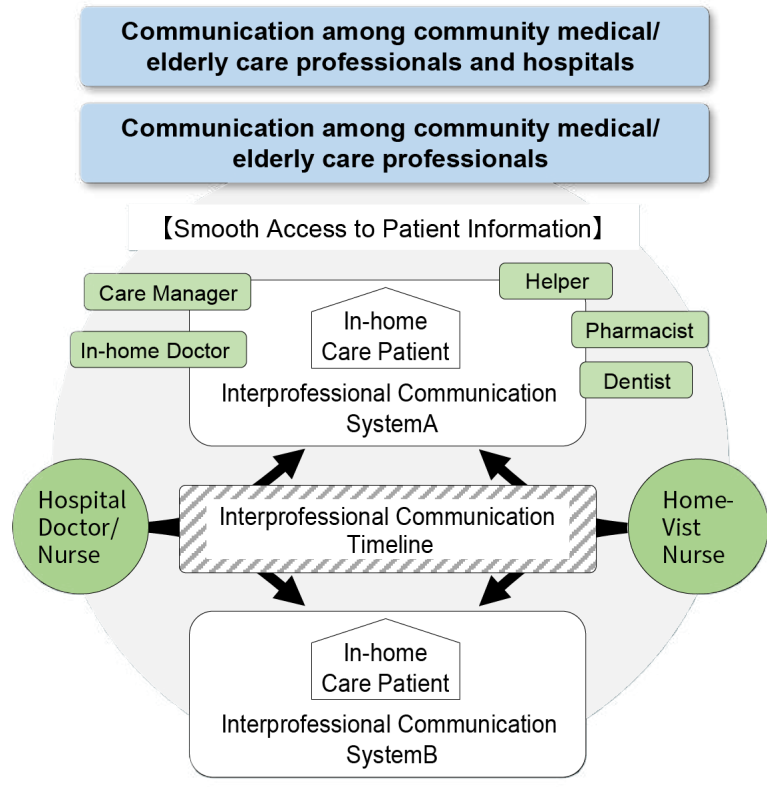 Communication among community medical/
elderly care professionals and hospitals
Communication among community medical/
elderly care professionals
【Smooth Access to Patient Information】
Care Manager
In-home Doctor
Helper
Pharmacist
Dentist
In-home
Care Patient
Interprofessional Communication
SystemA
Hospital
Doctor/
Nurse
Interprofessional Communication
Timeline
Home-
Vist
Nurse
In-home
Care Patient
Interprofessional Communication
SystemB